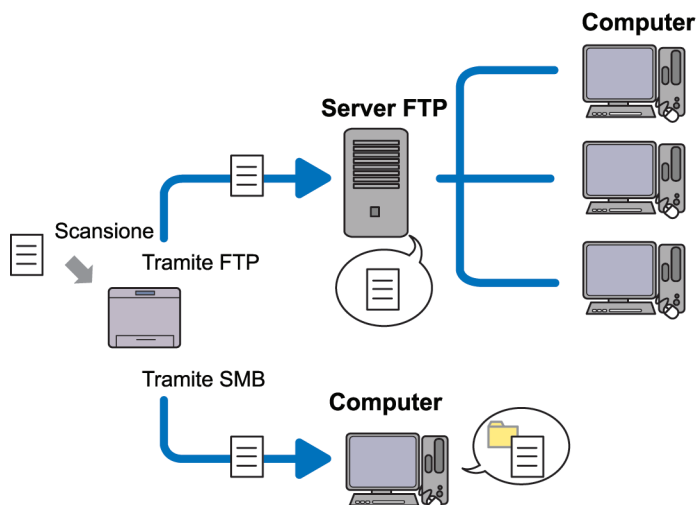 Computer
Server FTP
Scansione
Tramite FTP
Tramite SMB
Computer